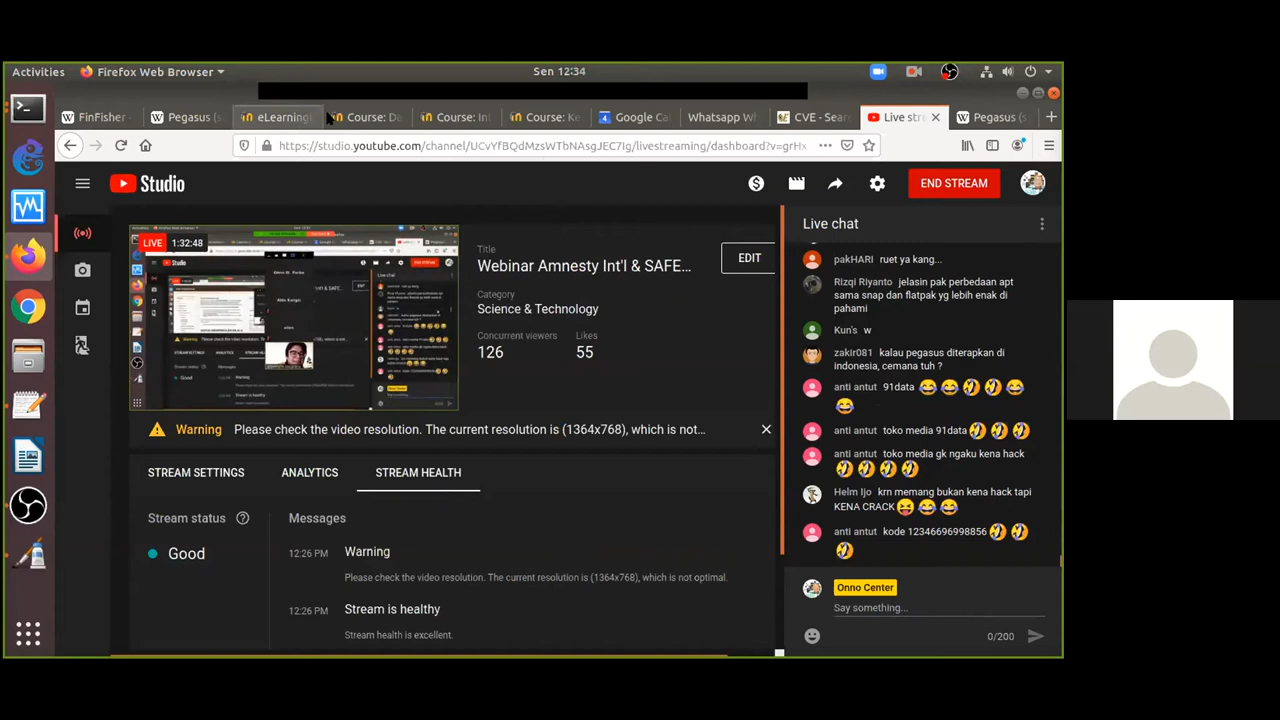 Activities
Firefox Web Browser
Sen 12:34
FinFisher -
Pegasus (s
eLearning
Course: Da
Course: In
Course: Ke
Google Ca
Whatsapp W
CVE - Sear
Live stre
Pegasus (s
https://studio.youtube.com/channel/UCvYfBQdMzsWTbNAsgJEC7Ig/livestreaming/dashboard?v=grHx
Studio
END STREAM
LIVE 1:32:48
Title
Webinar Amnesty Int'l & SAFE...
EDIT
Category
Science & Technology
Concurrent viewers
Likes
126
55
Warning
Please check the video resolution. The current resolution is (1364x768), which is not...
STREAM SETTINGS
ANALYTICS
STREAM HEALTH
Stream status
Good
Messages
12:26 PM
Warning
Please check the video resolution. The current resolution is (1364x768), which is not optimal.
12:26 PM
Stream is healthy
Stream health is excellent.
Live chat
pakHARI ruet ya kang...
Rizqi Riyanto jelasin pak perbedaan apt
sama snap dan flatpak yg lebih enak di
pahami
Kun's w
zakir081 kalau pegasus diterapkan di
indonesia, cemana tuh ?
anti antut 91data 😂😂🤣🤣😂
😂
anti antut toko media 91data 🤣🤣🤣
anti antut toko media gk ngaku kena hack
🤣🤣🤣🤣
Helm Ijo krn memang bukan kena hack tapi
KENA CRACK 😝😂😂
anti antut kode 12346696998856 🤣🤣
🤣
Onno Center
Say something...
0/200